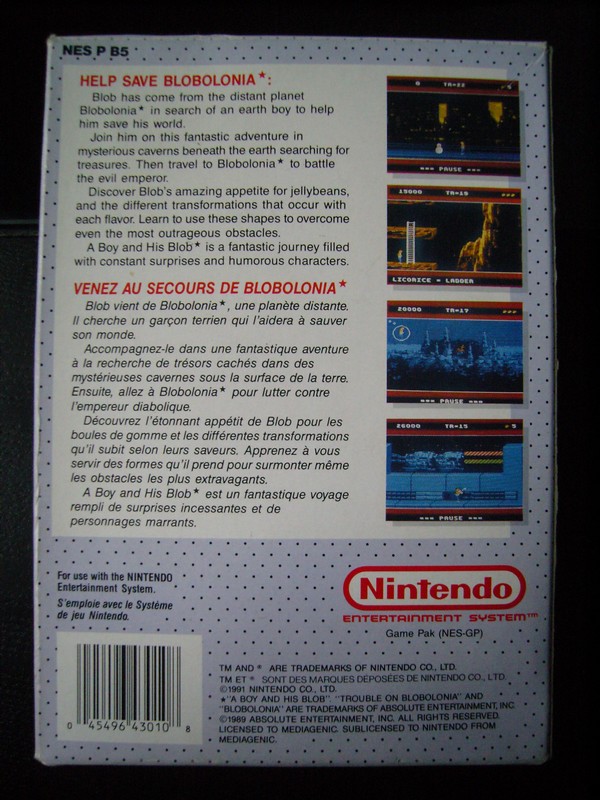 NES P B5
HELP SAVE BLOBOLONIA*:
Blob has come from the distant planet
Blobolonia* in search of an earth boy to help
him save his world.
Join him on this fantastic adventure in
mysterious caverns beneath the earth searching for
treasures. Then travel to Blobolonia* to battle
the evil emperor.
Discover Blob's amazing appetite for jellybeans,
and the different transformations that occur with
each flavor. Learn to use these shapes to overcome
even the most outrageous obstacles.
A Boy and His Blob* is a fantastic journey filled
with constant surprises and humorous characters.
VENEZ AU SECOURS DE BLOBOLONIA*
Blob vient de Blobolonia*, une planète distante.
Il cherche un garçon terrien qui l'aidera à sauver
son monde.
Accompagnez-le dans une fantastique aventure
à la recherche de trésors cachés dans des
mystérieuses cavernes sous la surface de la terre.
Ensuite, allez à Blobolonia* pour lutter contre
l'empereur diabolique.
Découvrez l'étonnant appétit de Blob pour les
boules de gomme et les différentes transformations
qu'il subit selon leurs saveurs. Apprenez à vous
servir des formes qu'il prend pour surmonter même
les obstacles les plus extravagants.
A Boy and His Blob* est un fantastique voyage
rempli de surprises incessantes et de
personnages marrants.
0 TR=22
PAUSE
15000 TR=19
LICORICE = LADDER
20000 TR=17
PAUSE
26000 TR=15
PAUSE
For use with the NINTENDO
Entertainment System.
S'emploie avec le Système
de jeu Nintendo.
Nintendo
ENTERTAINMENT SYSTEM™
Game Pak (NES-GP)
0 45496 43010 8
TM AND * ARE TRADEMARKS OF NINTENDO CO., LTD.
TM ET * SONT DES MARQUES DÉPOSÉES DE NINTENDO CO., LTD.
©1991 NINTENDO CO., LTD.
*"A BOY AND HIS BLOB" "TROUBLE ON BLOBOLONIA" AND
"BLOBOLONIA" ARE TRADEMARKS OF ABSOLUTE ENTERTAINMENT, INC
©1989 ABSOLUTE ENTERTAINMENT, INC. ALL RIGHTS RESERVED.
LICENSED TO MEDIAGENIC. SUBLICENSED TO NINTENDO FROM
MEDIAGENIC.